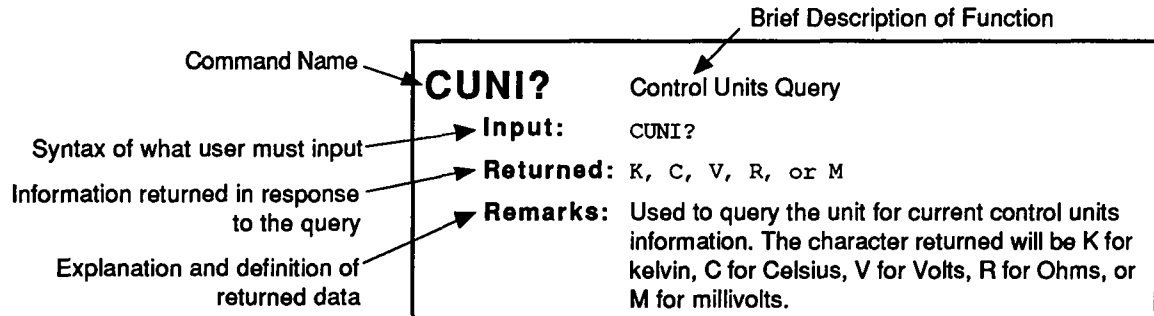 Brief Description of Function
Command Name
CUNI? Control Units Query
Input: CUNI?
Syntax of what user must input
Returned: K, C, V, R, or M
Information returned in response
to the query
Remarks: Used to query the unit for current control units
information. The character returned will be K for
kelvin, C for Celsius, V for Volts, R for Ohms, or
M for millivolts.
Explanation and definition of
returned data